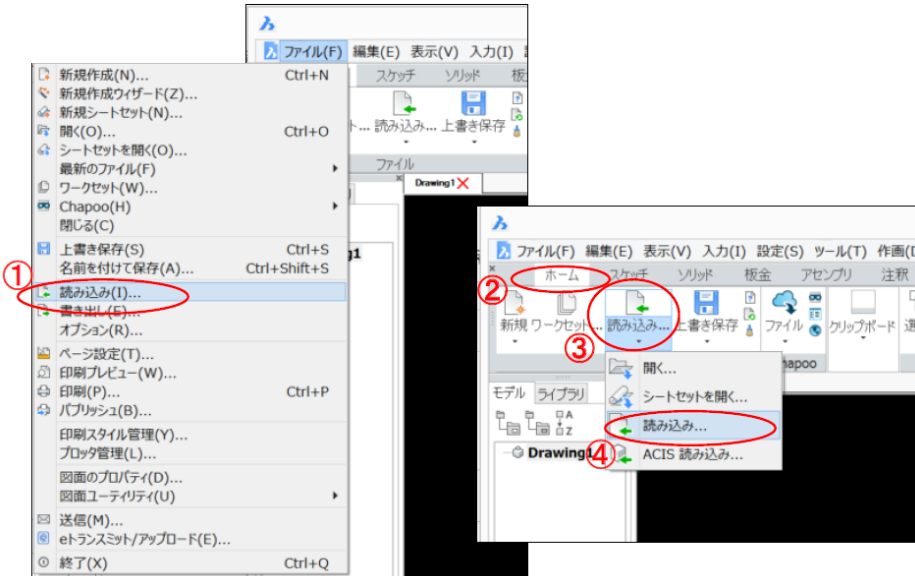 ファイル(F) 編集(E) 表示(V) 入力(I)
スケッチ ソリッド 板
ト... 読み込み... 上書き保存
ファイル
Drawing1
新規作成(N)... Ctrl+N
新規作成ウィザード(Z)...
新規シートセット(N)...
開く(O)... Ctrl+O
シートセットを開く(O)...
最新のファイル(F)
ワークセット(W)...
Chapoo(H)
閉じる(C)
上書き保存(S) Ctrl+S
名前を付けて保存(A)... Ctrl+Shift+S
① 読み込み(I)...
書き出し(E)...
オプション(R)...
ページ設定(T)...
印刷プレビュー(W)...
印刷(P)... Ctrl+P
パブリッシュ(B)...
印刷スタイル管理(Y)...
プロッタ管理(L)...
図面のプロパティ(D)...
図面ユーティリティ(U)
送信(M)...
eトランスミット/アップロード(E)...
終了(X) Ctrl+Q
g1
ファイル(F) 編集(E) 表示(V) 入力(I) 設定(S) ツール(T) 作画(D
② ホーム スケッチ ソリッド 板金 アセンブリ 注釈
新規 ワークセット... 読み込み... 上書き保存 ファイル クリップボード 選
③
hapoo
モデル ライブラリ
Drawing1
開く...
シートセットを開く...
読み込み...
④ ACIS 読み込み...